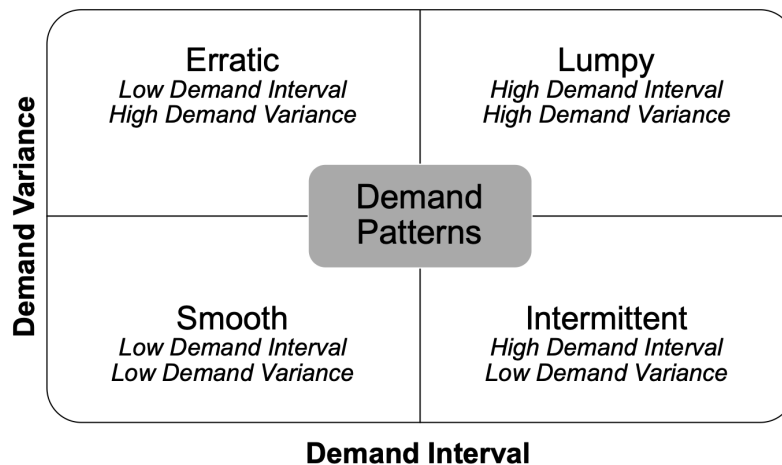 Erratic
Low Demand Interval
High Demand Variance
Lumpy
High Demand Interval
High Demand Variance
Demand
Patterns
Smooth
Low Demand Interval
Low Demand Variance
Intermittent
High Demand Interval
Low Demand Variance
Demand Variance
Demand Interval